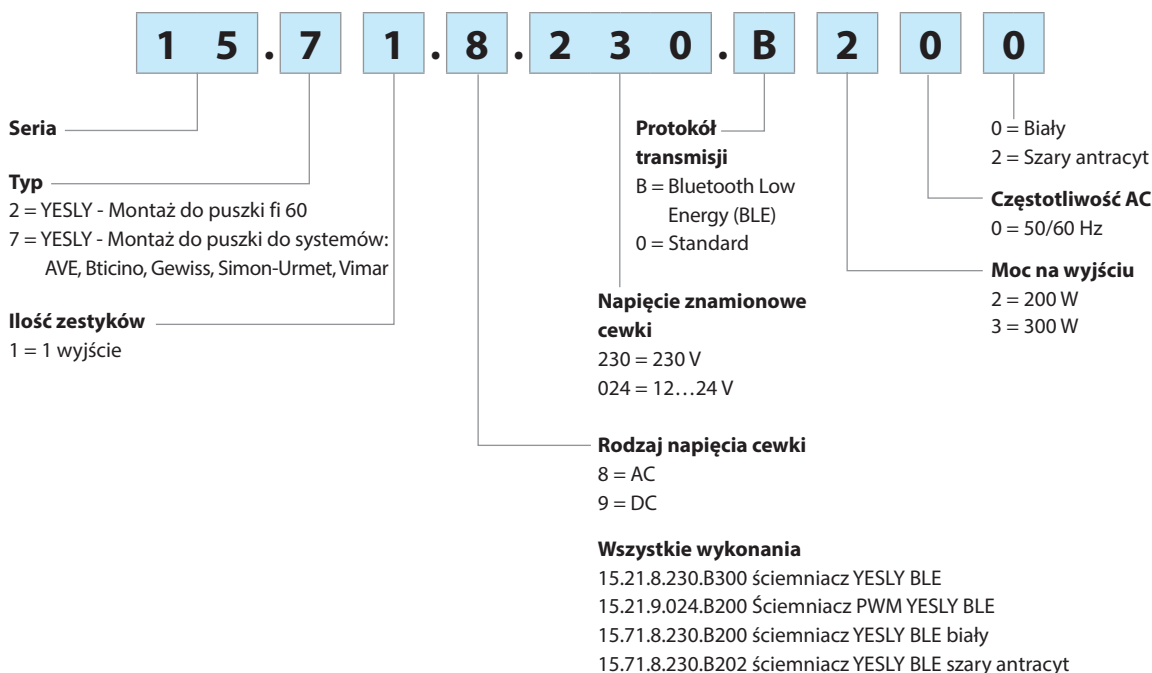 1 5 . 7 1 . 8 . 2 3 0 . B 2 0 0
Seria
Typ
2 = YESLY - Montaż do puszki fi 60
7 = YESLY - Montaż do puszki do systemów:
AVE, Bticino, Gewiss, Simon-Urmet, Vimar
Ilość zestyków
1 = 1 wyjście
Protokół
transmisji
B = Bluetooth Low
Energy (BLE)
0 = Standard
Napięcie znamionowe
cewki
230 = 230 V
024 = 12…24 V
Rodzaj napięcia cewki
8 = AC
9 = DC
Wszystkie wykonania
15.21.8.230.B300 ściemniacz YESLY BLE
15.21.9.024.B200 Ściemniacz PWM YESLY BLE
15.71.8.230.B200 ściemniacz YESLY BLE biały
15.71.8.230.B202 ściemniacz YESLY BLE szary antracyt
0 = Biały
2 = Szary antracyt
Częstotliwość AC
0 = 50/60 Hz
Moc na wyjściu
2 = 200 W
3 = 300 W